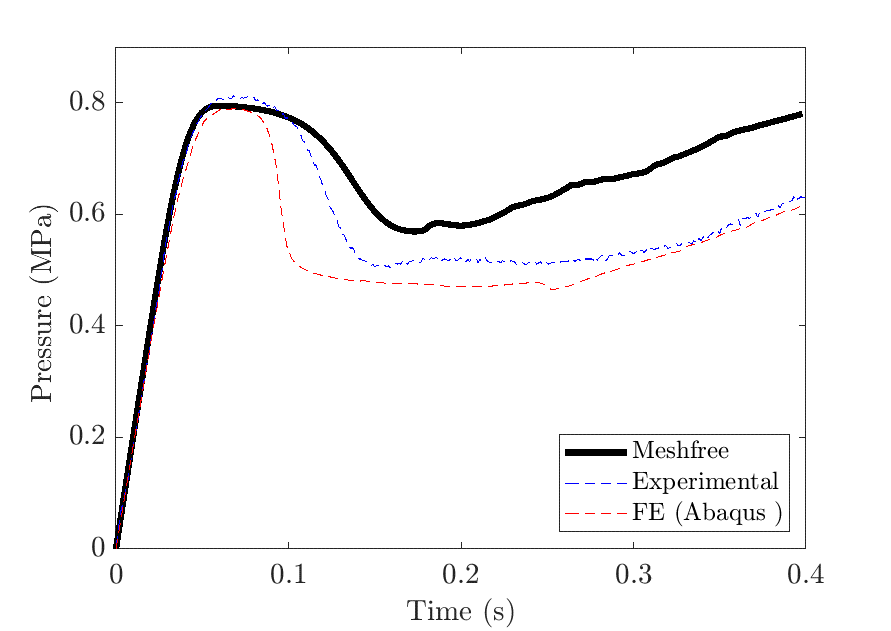 0.8
0.6
0.4
0.2
0
Pressure (MPa)
Meshfree
Experimental
FE (Abaqus )
0 0.1 0.2 0.3 0.4
Time (s)